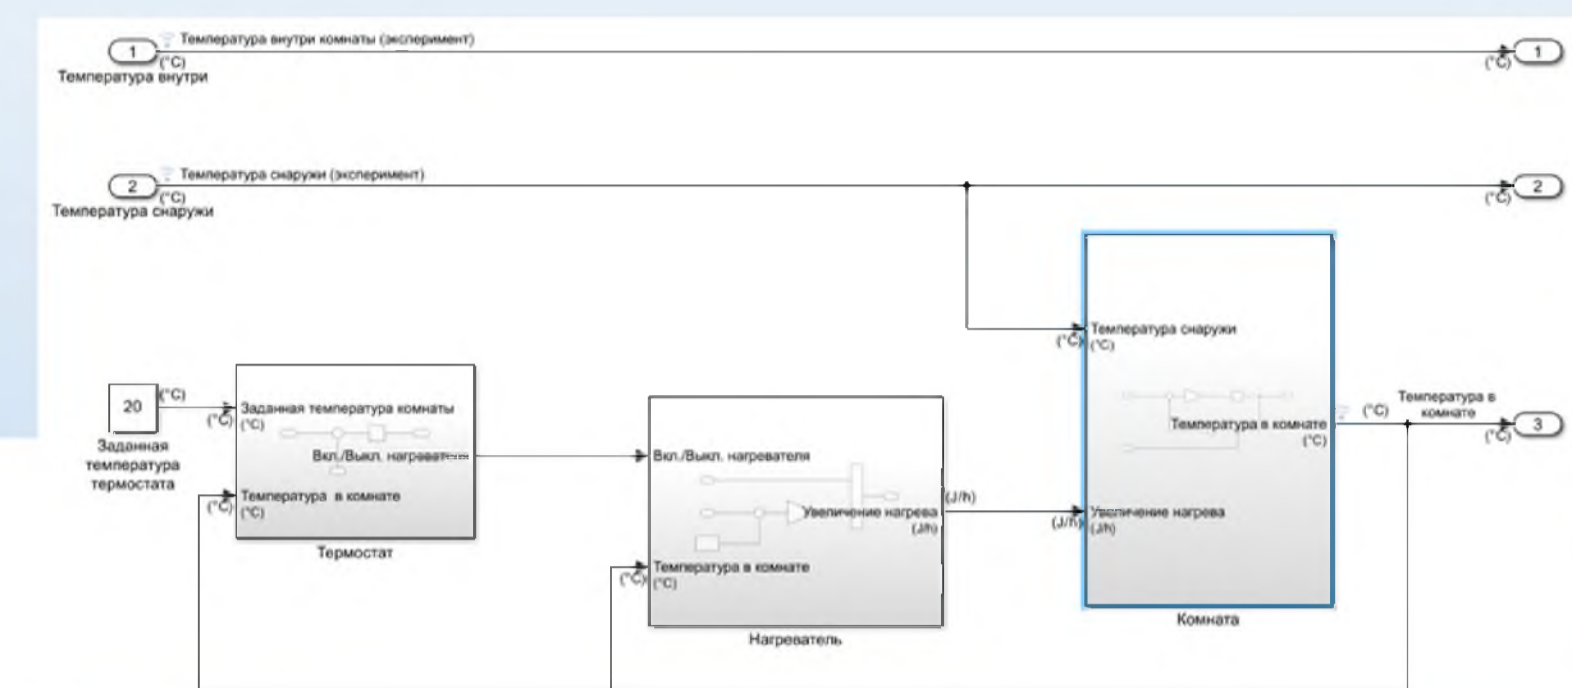 Температура внутри комнаты (эксперимент)
1
(°C)
Температура внутри
1
(°C)
Температура снаружи (эксперимент)
2
(°C)
Температура снаружи
2
(°C)
Температура снаружи
(°C)
(°C)
20
(°C)
Заданная
температура
термостата
Заданная температура комнаты
(°C)
(°C)
Вкл./Выкл. нагревателя
Температура в комнате
(°C)
(°C)
Термостат
Вкл./Выкл. нагревателя
Увеличение нагрева
(J/h)
(J/h)
Температура в комнате
(°C)
(°C)
Нагреватель
Температура в комнате
(°C)
(°C)
Температура в
комнате
3
(°C)
Увеличение нагрева
(J/h)
(J/h)
Комната